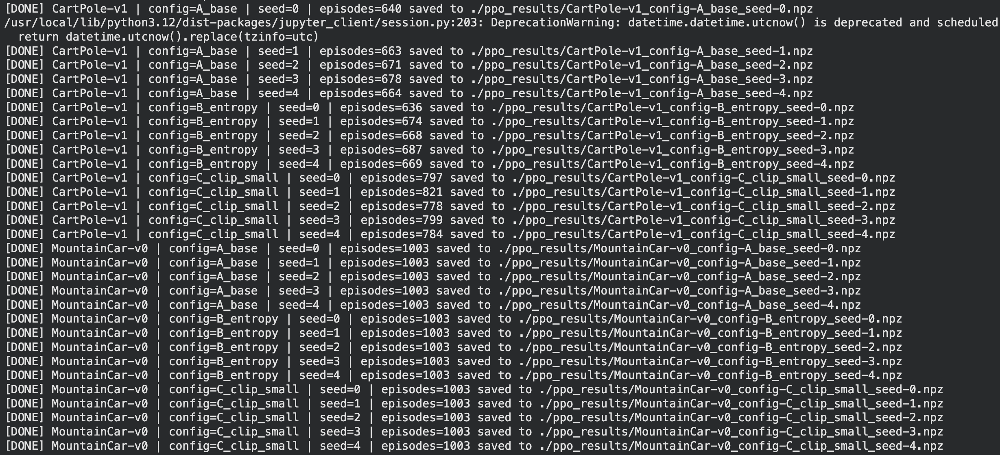 [DONE] CartPole-v1 | config=A_base | seed=0 | episodes=640 saved to ./ppo_results/CartPole-v1_config-A_base_seed-0.npz
/usr/local/lib/python3.12/dist-packages/jupyter_client/session.py:203: DeprecationWarning: datetime.datetime.utcnow() is deprecated and scheduled
  return datetime.utcnow().replace(tzinfo=utc)
[DONE] CartPole-v1 | config=A_base | seed=1 | episodes=663 saved to ./ppo_results/CartPole-v1_config-A_base_seed-1.npz
[DONE] CartPole-v1 | config=A_base | seed=2 | episodes=671 saved to ./ppo_results/CartPole-v1_config-A_base_seed-2.npz
[DONE] CartPole-v1 | config=A_base | seed=3 | episodes=678 saved to ./ppo_results/CartPole-v1_config-A_base_seed-3.npz
[DONE] CartPole-v1 | config=A_base | seed=4 | episodes=664 saved to ./ppo_results/CartPole-v1_config-A_base_seed-4.npz
[DONE] CartPole-v1 | config=B_entropy | seed=0 | episodes=636 saved to ./ppo_results/CartPole-v1_config-B_entropy_seed-0.npz
[DONE] CartPole-v1 | config=B_entropy | seed=1 | episodes=674 saved to ./ppo_results/CartPole-v1_config-B_entropy_seed-1.npz
[DONE] CartPole-v1 | config=B_entropy | seed=2 | episodes=668 saved to ./ppo_results/CartPole-v1_config-B_entropy_seed-2.npz
[DONE] CartPole-v1 | config=B_entropy | seed=3 | episodes=687 saved to ./ppo_results/CartPole-v1_config-B_entropy_seed-3.npz
[DONE] CartPole-v1 | config=B_entropy | seed=4 | episodes=669 saved to ./ppo_results/CartPole-v1_config-B_entropy_seed-4.npz
[DONE] CartPole-v1 | config=C_clip_small | seed=0 | episodes=797 saved to ./ppo_results/CartPole-v1_config-C_clip_small_seed-0.npz
[DONE] CartPole-v1 | config=C_clip_small | seed=1 | episodes=821 saved to ./ppo_results/CartPole-v1_config-C_clip_small_seed-1.npz
[DONE] CartPole-v1 | config=C_clip_small | seed=2 | episodes=778 saved to ./ppo_results/CartPole-v1_config-C_clip_small_seed-2.npz
[DONE] CartPole-v1 | config=C_clip_small | seed=3 | episodes=799 saved to ./ppo_results/CartPole-v1_config-C_clip_small_seed-3.npz
[DONE] CartPole-v1 | config=C_clip_small | seed=4 | episodes=784 saved to ./ppo_results/CartPole-v1_config-C_clip_small_seed-4.npz
[DONE] MountainCar-v0 | config=A_base | seed=0 | episodes=1003 saved to ./ppo_results/MountainCar-v0_config-A_base_seed-0.npz
[DONE] MountainCar-v0 | config=A_base | seed=1 | episodes=1003 saved to ./ppo_results/MountainCar-v0_config-A_base_seed-1.npz
[DONE] MountainCar-v0 | config=A_base | seed=2 | episodes=1003 saved to ./ppo_results/MountainCar-v0_config-A_base_seed-2.npz
[DONE] MountainCar-v0 | config=A_base | seed=3 | episodes=1003 saved to ./ppo_results/MountainCar-v0_config-A_base_seed-3.npz
[DONE] MountainCar-v0 | config=A_base | seed=4 | episodes=1003 saved to ./ppo_results/MountainCar-v0_config-A_base_seed-4.npz
[DONE] MountainCar-v0 | config=B_entropy | seed=0 | episodes=1003 saved to ./ppo_results/MountainCar-v0_config-B_entropy_seed-0.npz
[DONE] MountainCar-v0 | config=B_entropy | seed=1 | episodes=1003 saved to ./ppo_results/MountainCar-v0_config-B_entropy_seed-1.npz
[DONE] MountainCar-v0 | config=B_entropy | seed=2 | episodes=1003 saved to ./ppo_results/MountainCar-v0_config-B_entropy_seed-2.npz
[DONE] MountainCar-v0 | config=B_entropy | seed=3 | episodes=1003 saved to ./ppo_results/MountainCar-v0_config-B_entropy_seed-3.npz
[DONE] MountainCar-v0 | config=B_entropy | seed=4 | episodes=1003 saved to ./ppo_results/MountainCar-v0_config-B_entropy_seed-4.npz
[DONE] MountainCar-v0 | config=C_clip_small | seed=0 | episodes=1003 saved to ./ppo_results/MountainCar-v0_config-C_clip_small_seed-0.npz
[DONE] MountainCar-v0 | config=C_clip_small | seed=1 | episodes=1003 saved to ./ppo_results/MountainCar-v0_config-C_clip_small_seed-1.npz
[DONE] MountainCar-v0 | config=C_clip_small | seed=2 | episodes=1003 saved to ./ppo_results/MountainCar-v0_config-C_clip_small_seed-2.npz
[DONE] MountainCar-v0 | config=C_clip_small | seed=3 | episodes=1003 saved to ./ppo_results/MountainCar-v0_config-C_clip_small_seed-3.npz
[DONE] MountainCar-v0 | config=C_clip_small | seed=4 | episodes=1003 saved to ./ppo_results/MountainCar-v0_config-C_clip_small_seed-4.npz